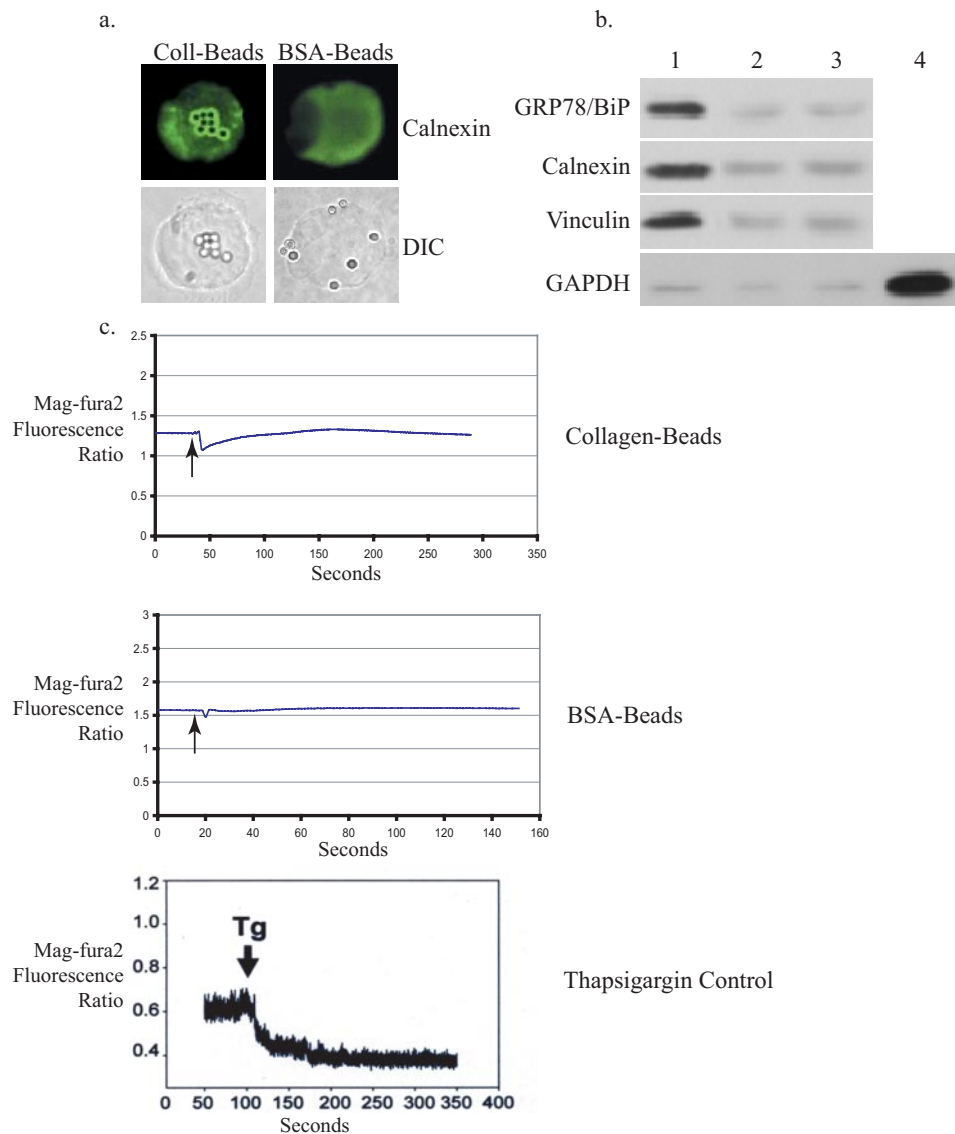 a.
Coll-Beads BSA-Beads
Calnexin
DIC
b.
1 2 3 4
GRP78/BiP
Calnexin
Vinculin
GAPDH
c.
2.5
2
1.5
1
0.5
0
Mag-fura2
Fluorescence
Ratio
0 50 100 150 200 250 300 350
Seconds
Collagen-Beads
3
2.5
2
1.5
1
0.5
0
Mag-fura2
Fluorescence
Ratio
0 20 40 60 80 100 120 140 160
Seconds
BSA-Beads
1.2
1.0
0.8
0.6
0.4
Mag-fura2
Fluorescence
Ratio
Tg
0 50 100 150 200 250 300 350 400
Seconds
Thapsigargin Control